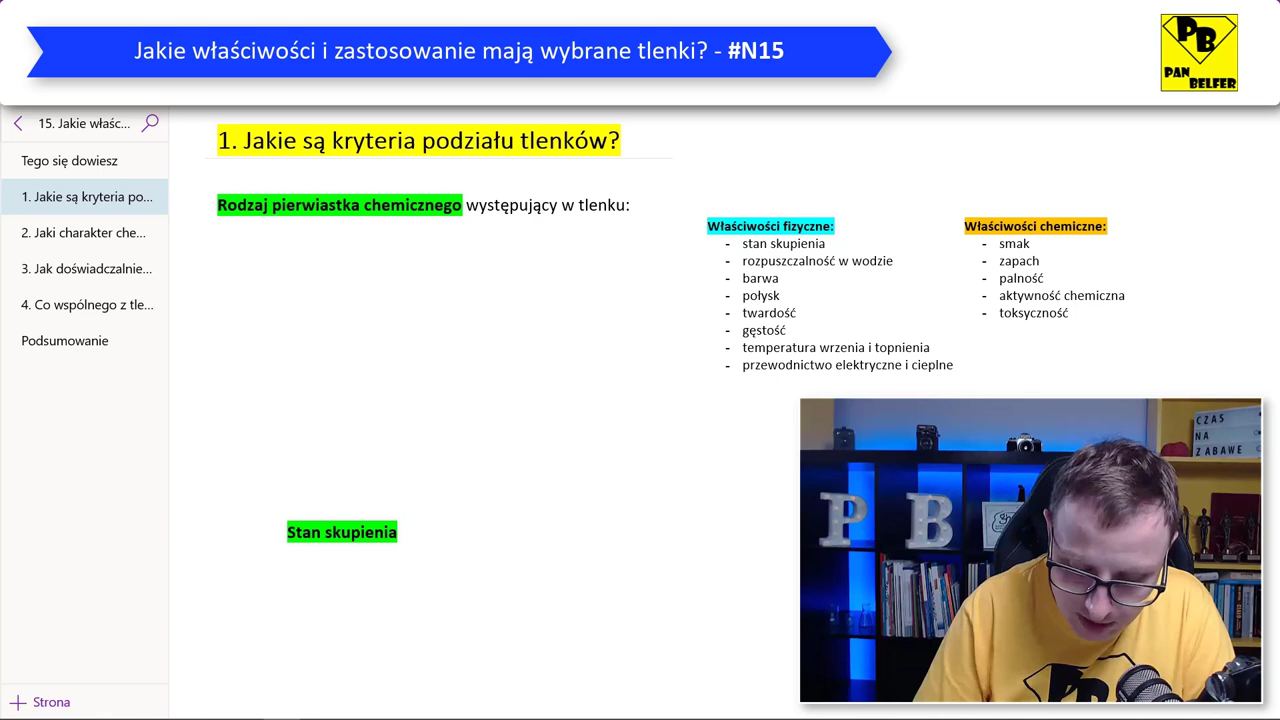 Jakie właściwości i zastosowanie mają wybrane tlenki? - #N15
PB
PAN
BELFER
15. Jakie właśc...
Tego się dowiesz
1. Jakie są kryteria po...
2. Jaki charakter che...
3. Jak doświadczalnie...
4. Co wspólnego z tle...
Podsumowanie
Strona
1. Jakie są kryteria podziału tlenków?
Rodzaj pierwiastka chemicznego występujący w tlenku:
Właściwości fizyczne:
- stan skupienia
- rozpuszczalność w wodzie
- barwa
- połysk
- twardość
- gęstość
- temperatura wrzenia i topnienia
- przewodnictwo elektryczne i cieplne
Właściwości chemiczne:
- smak
- zapach
- palność
- aktywność chemiczna
- toksyczność
Stan skupienia
CZAS
NA
ZABAWE
P B